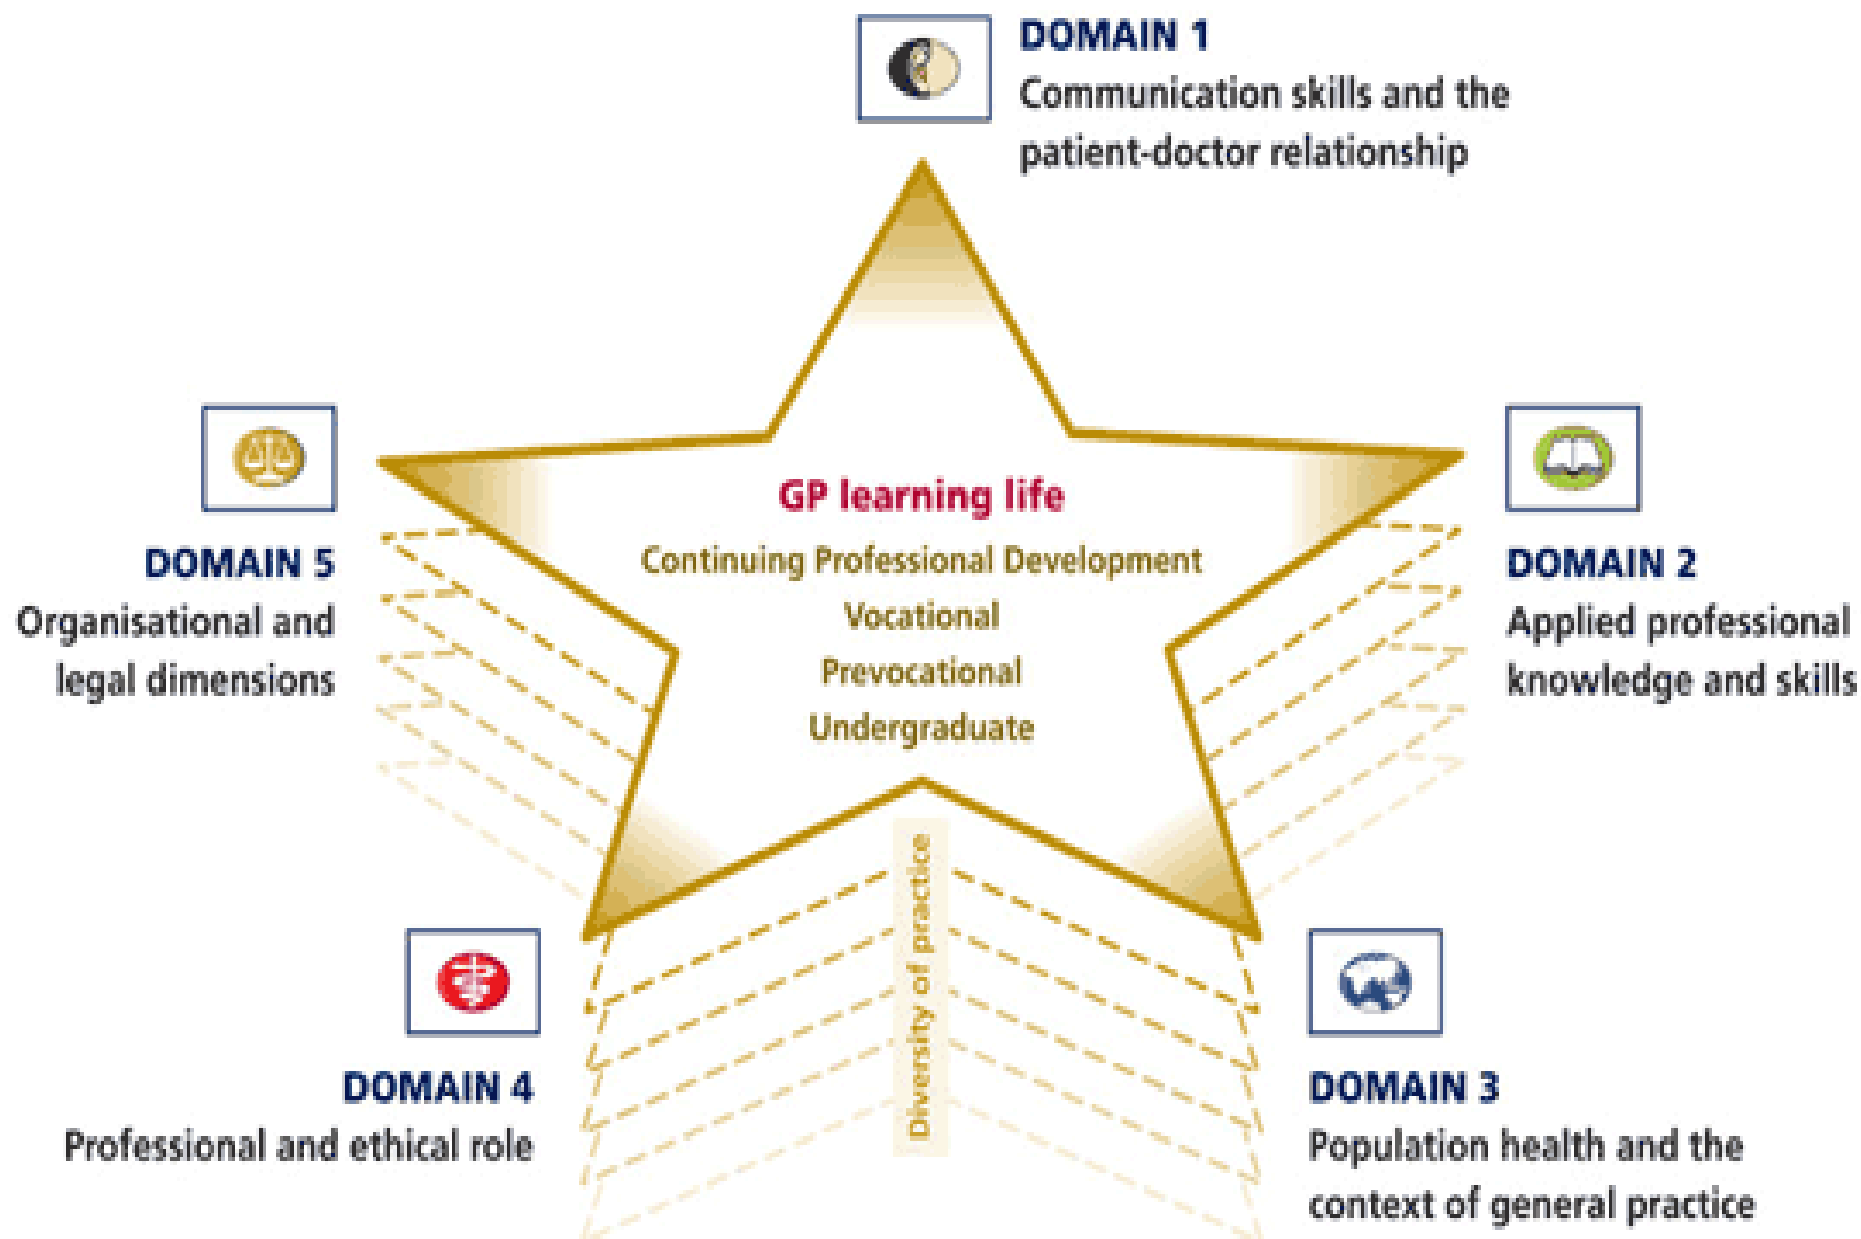 DOMAIN 1
Communication skills and the
patient-doctor relationship
DOMAIN 5
Organisational and
legal dimensions
GP learning life
Continuing Professional Development
Vocational
Prevocational
Undergraduate
DOMAIN 2
Applied professional
knowledge and skills
Diversity of practice
DOMAIN 4
Professional and ethical role
DOMAIN 3
Population health and the
context of general practice